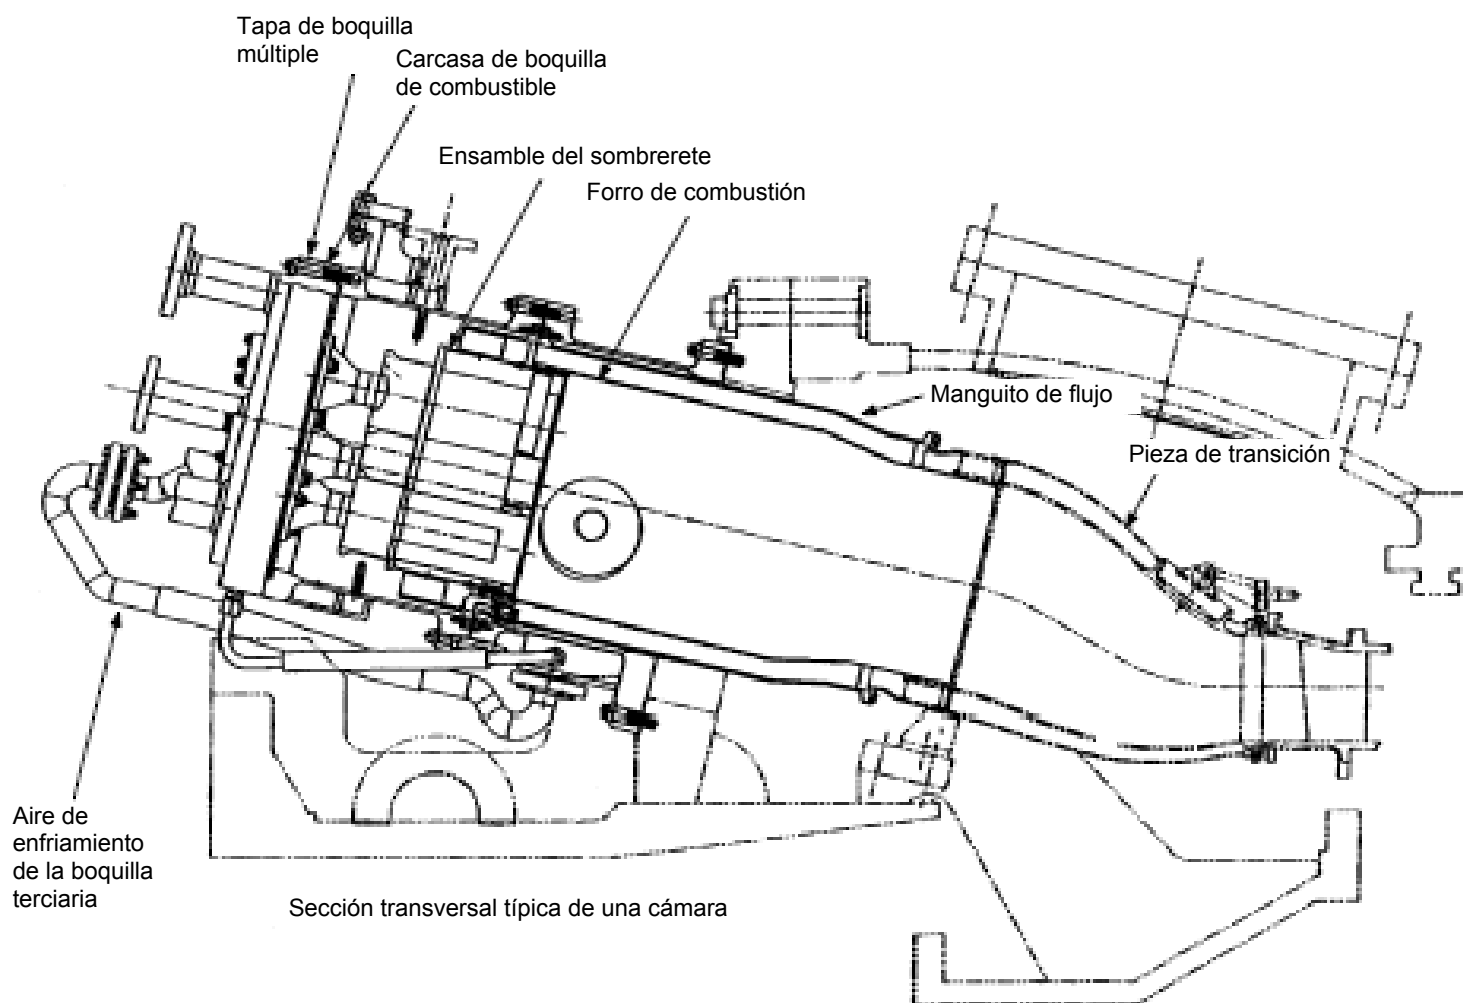 Tapa de boquilla
múltiple
Carcasa de boquilla
de combustible
Ensamble del sombrerete
Forro de combustión
Manguito de flujo
Pieza de transición
Aire de
enfriamiento
de la boquilla
terciaria
Sección transversal típica de una cámara